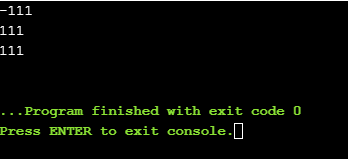 -111
111
111
...Program finished with exit code 0
Press ENTER to exit console.